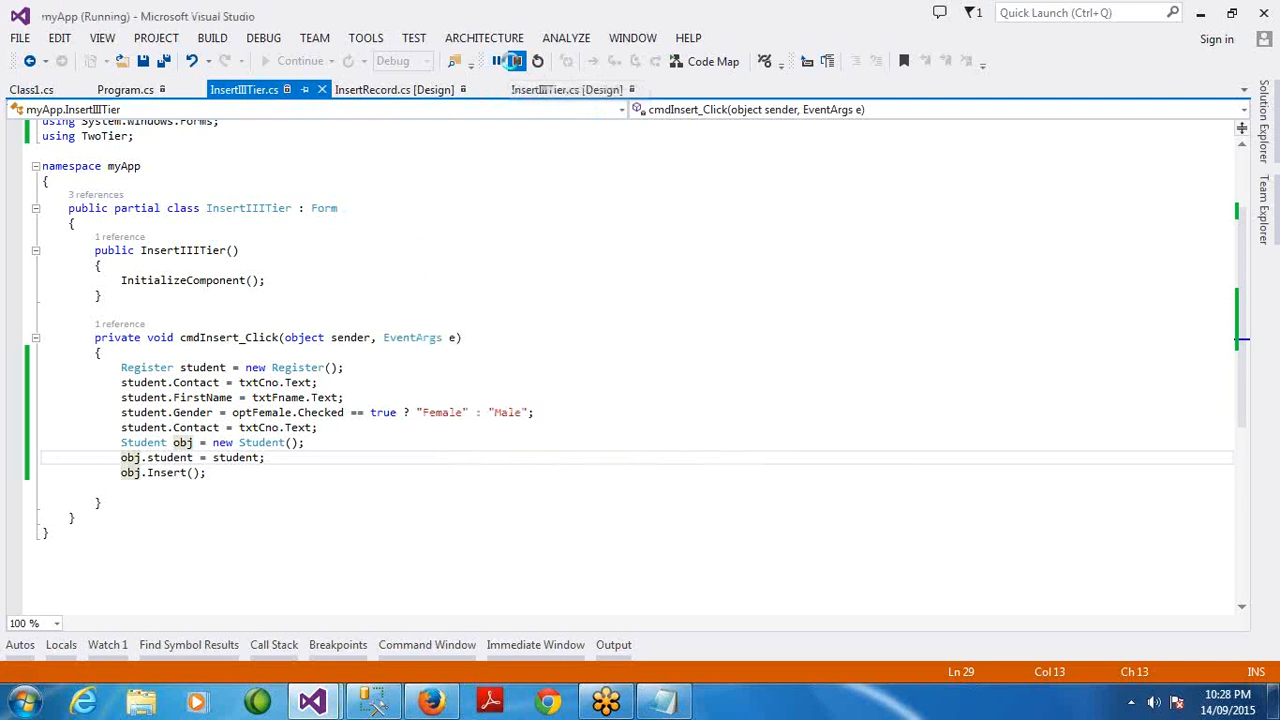 myApp (Running) - Microsoft Visual Studio
1
Quick Launch (Ctrl+Q)
FILE EDIT VIEW PROJECT BUILD DEBUG TEAM TOOLS TEST ARCHITECTURE ANALYZE WINDOW HELP
Sign in
Continue
Debug
Code Map
Class1.cs
Program.cs
InsertIIITier.cs
InsertRecord.cs [Design]
InsertIIITier.cs [Design]
myApp.InsertIIITier
cmdInsert_Click(object sender, EventArgs e)
using System.Windows.Forms;
using TwoTier;
namespace myApp
{
3 references
public partial class InsertIIITier : Form
{
1 reference
public InsertIIITier()
{
InitializeComponent();
}
1 reference
private void cmdInsert_Click(object sender, EventArgs e)
{
Register student = new Register();
student.Contact = txtCno.Text;
student.FirstName = txtFname.Text;
student.Gender = optFemale.Checked == true ? "Female" : "Male";
student.Contact = txtCno.Text;
Student obj = new Student();
obj.student = student;
obj.Insert();
}
}
}
Solution Explorer
Team Explorer
100 %
Autos Locals Watch 1 Find Symbol Results Call Stack Breakpoints Command Window Immediate Window Output
Ln 29 Col 13 Ch 13 INS
10:28 PM
14/09/2015